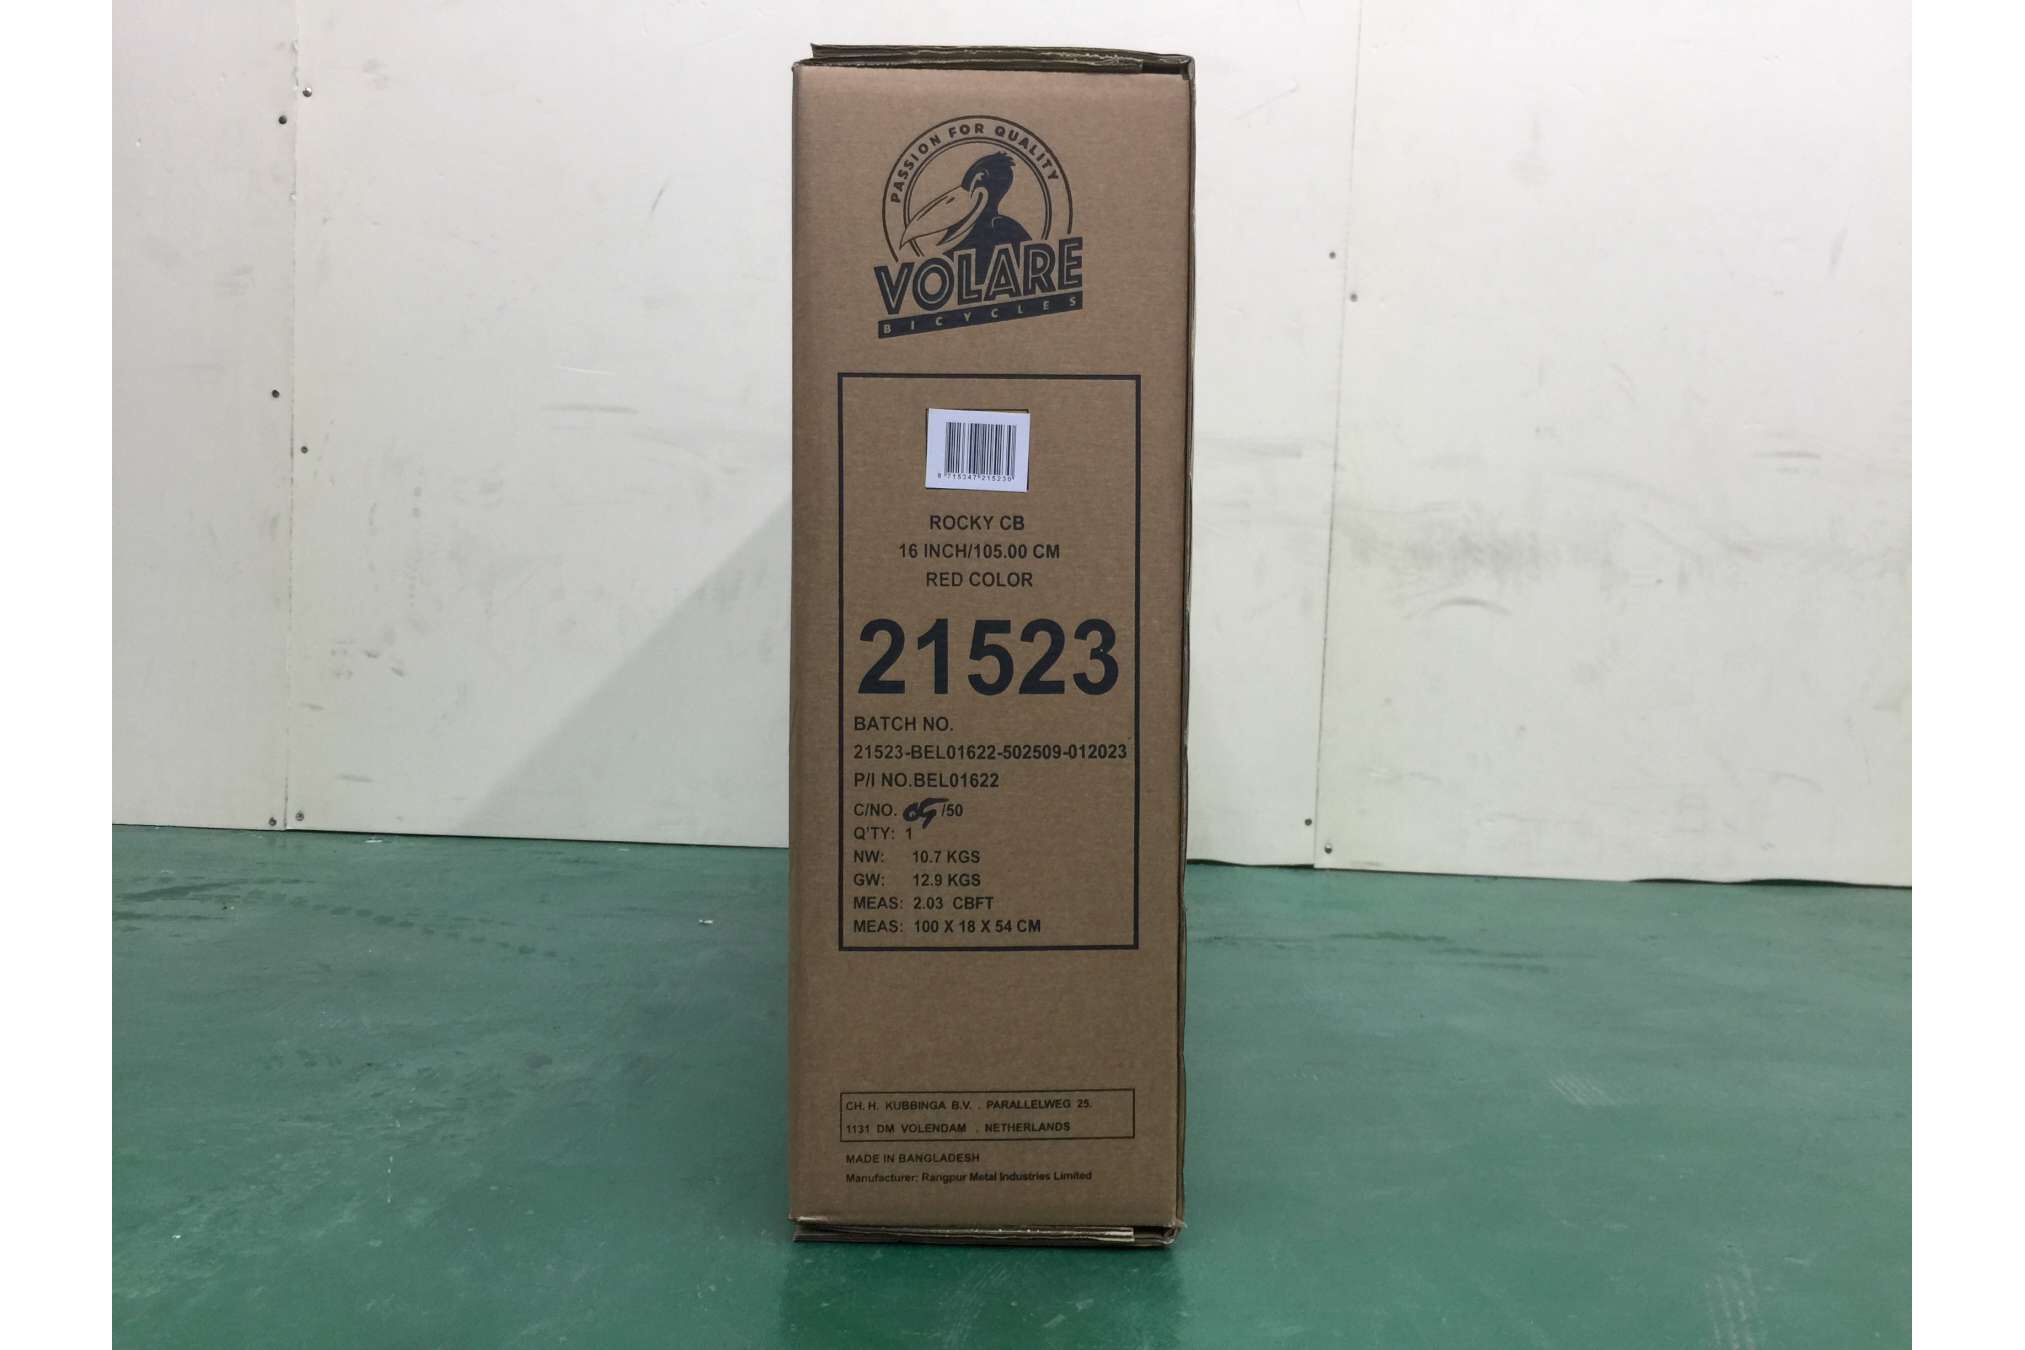 PASSION FOR QUALITY
VOLARE
BICYCLES
8 715347 215230
ROCKY CB
16 INCH/105.00 CM
RED COLOR
21523
BATCH NO.
21523-BEL01622-502509-012023
P/I NO.BEL01622
C/NO. /50
Q'TY: 1
NW: 10.7 KGS
GW: 12.9 KGS
MEAS: 2.03 CBFT
MEAS: 100 X 18 X 54 CM
CH. H. KUBBINGA B.V. . PARALLELWEG 25.
1131 DM VOLENDAM . NETHERLANDS
MADE IN BANGLADESH
Manufacturer: Rangpur Metal Industries Limited